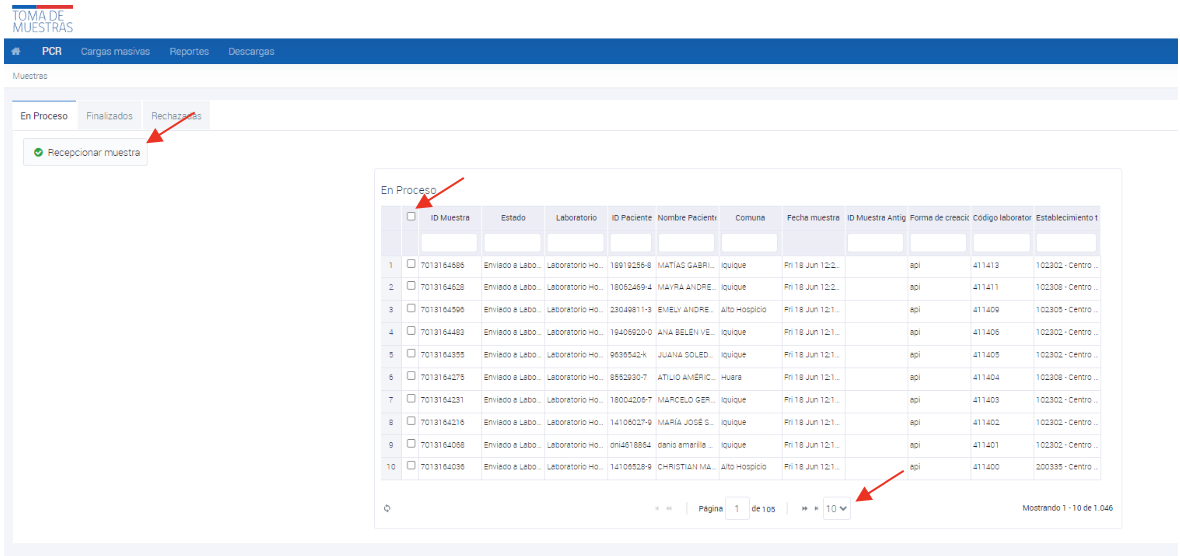 TOMA DE
MUESTRAS
PCR Cargas masivas Reportes Descargas
Muestras
En Proceso Finalizados Rechazadas
Recepcionar muestra
En Proceso
ID Muestra Estado Laboratorio ID Paciente Nombre Paciente Comuna Fecha muestra ID Muestra Antig Forma de creació Código laborator Establecimiento t
1 7013164686 Enviado a Labo... Laboratorio Ho... 18919256-8 MATÍAS GABRI... Iquique Fri 18 Jun 12:2... api 411413 102302 - Centro ...
2 7013164628 Enviado a Labo... Laboratorio Ho... 18062469-4 MAYRA ANDRE... Iquique Fri 18 Jun 12:2... api 411411 102308 - Centro ...
3 7013164596 Enviado a Labo... Laboratorio Ho... 23049811-3 EMELY ANDRE... Alto Hospicio Fri 18 Jun 12:1... api 411409 102305 - Centro ...
4 7013164483 Enviado a Labo... Laboratorio Ho... 19406920-0 ANA BELÉN VE... Iquique Fri 18 Jun 12:1... api 411406 102302 - Centro ...
5 7013164355 Enviado a Labo... Laboratorio Ho... 9636542-k JUANA SOLED... Iquique Fri 18 Jun 12:1... api 411405 102302 - Centro ...
6 7013164275 Enviado a Labo... Laboratorio Ho... 8552930-7 ATILIO AMÉRIC... Huara Fri 18 Jun 12:1... api 411404 102308 - Centro ...
7 7013164231 Enviado a Labo... Laboratorio Ho... 18004206-7 MARCELO GER... Iquique Fri 18 Jun 12:1... api 411403 102302 - Centro ...
8 7013164216 Enviado a Labo... Laboratorio Ho... 14106027-9 MARÍA JOSÉ S... Iquique Fri 18 Jun 12:1... api 411402 102302 - Centro ...
9 7013164068 Enviado a Labo... Laboratorio Ho... dni4618864 danis amarilla ... Iquique Fri 18 Jun 12:1... api 411401 102302 - Centro ...
10 7013164036 Enviado a Labo... Laboratorio Ho... 14106528-9 CHRISTIAN MA... Alto Hospicio Fri 18 Jun 12:1... api 411400 200335 - Centro ...
Página 1 de 105 10 Mostrando 1 - 10 de 1.046